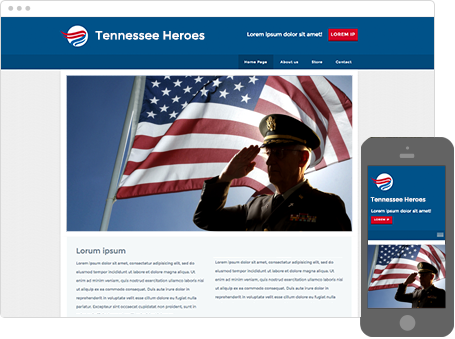 Tennessee Heroes
Lorem ipsum dolor sit amet!
LOREM IP
Home Page
About us
Store
Contact
Lorem ipsum
Lorem ipsum dolor sit amet, consectetur adipisicing elit, sed do eiusmod
tempor incididunt ut labore et dolore magna aliqua.
Ut enim ad minim veniam, quis nostrud exercitation ullamco laboris nisi
ut aliquip ex ea commodo consequat. Duis aute irure dolor in
reprehenderit in voluptate velit esse cillum dolore eu fugiat nulla
pariatur. Excepteur sint occaecat cupidatat non proident, sunt in
Lorem ipsum dolor sit amet, consectetur adipisicing elit, sed do eiusmod
tempor incididunt ut labore et dolore magna aliqua.
Ut enim ad minim veniam, quis nostrud exercitation ullamco laboris nisi
ut aliquip ex ea commodo consequat. Duis aute irure dolor in
reprehenderit in voluptate velit esse cillum dolore eu fugiat nulla
Tennessee Heroes
Lorem ipsum dolor sit amet!
LOREM IP